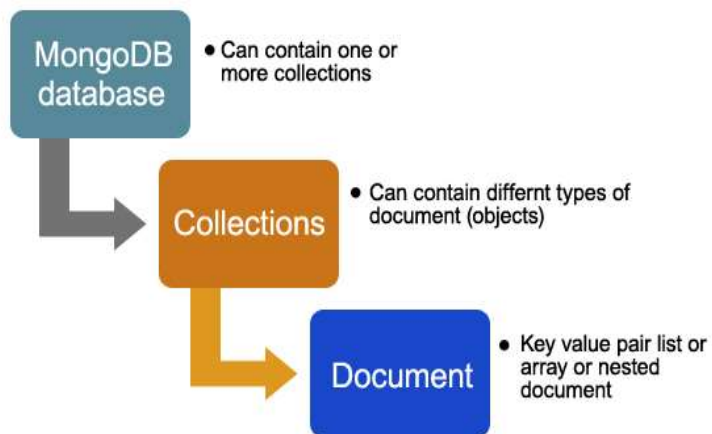 MongoDB
database
● Can contain one or
more collections
Collections
● Can contain differnt types of
document (objects)
Document
● Key value pair list or
array or nested
document